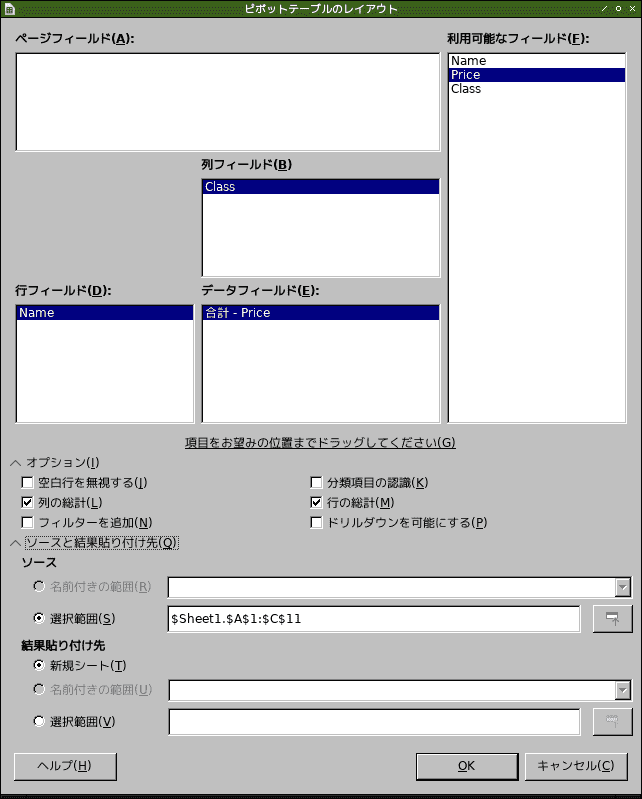 ピボットテーブルのレイアウト
ページフィールド(A):
利用可能なフィールド(F):
Name
Price
Class
列フィールド(B)
Class
行フィールド(D):
データフィールド(E):
Name
合計 - Price
項目をお望みの位置までドラッグしてください(G)
オプション(I)
空白行を無視する(J)
分類項目の認識(K)
列の総計(L)
行の総計(M)
フィルターを追加(N)
ドリルダウンを可能にする(P)
ソースと結果貼り付け先(Q)
ソース
名前付きの範囲(R)
選択範囲(S)
$Sheet1.$A$1:$C$11
結果貼り付け先
新規シート(T)
名前付きの範囲(U)
選択範囲(V)
ヘルプ(H)
OK
キャンセル(C)